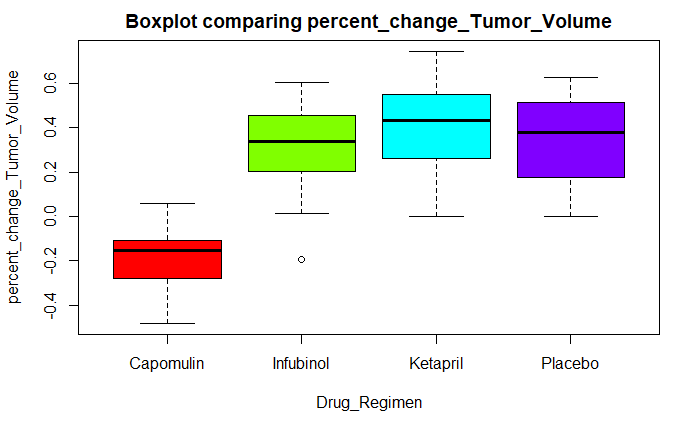 Boxplot comparing percent_change_Tumor_Volume
percent_change_Tumor_Volume
0.6
0.4
0.2
0.0
-0.2
-0.4
Capomulin Infubinol Ketapril Placebo
Drug_Regimen